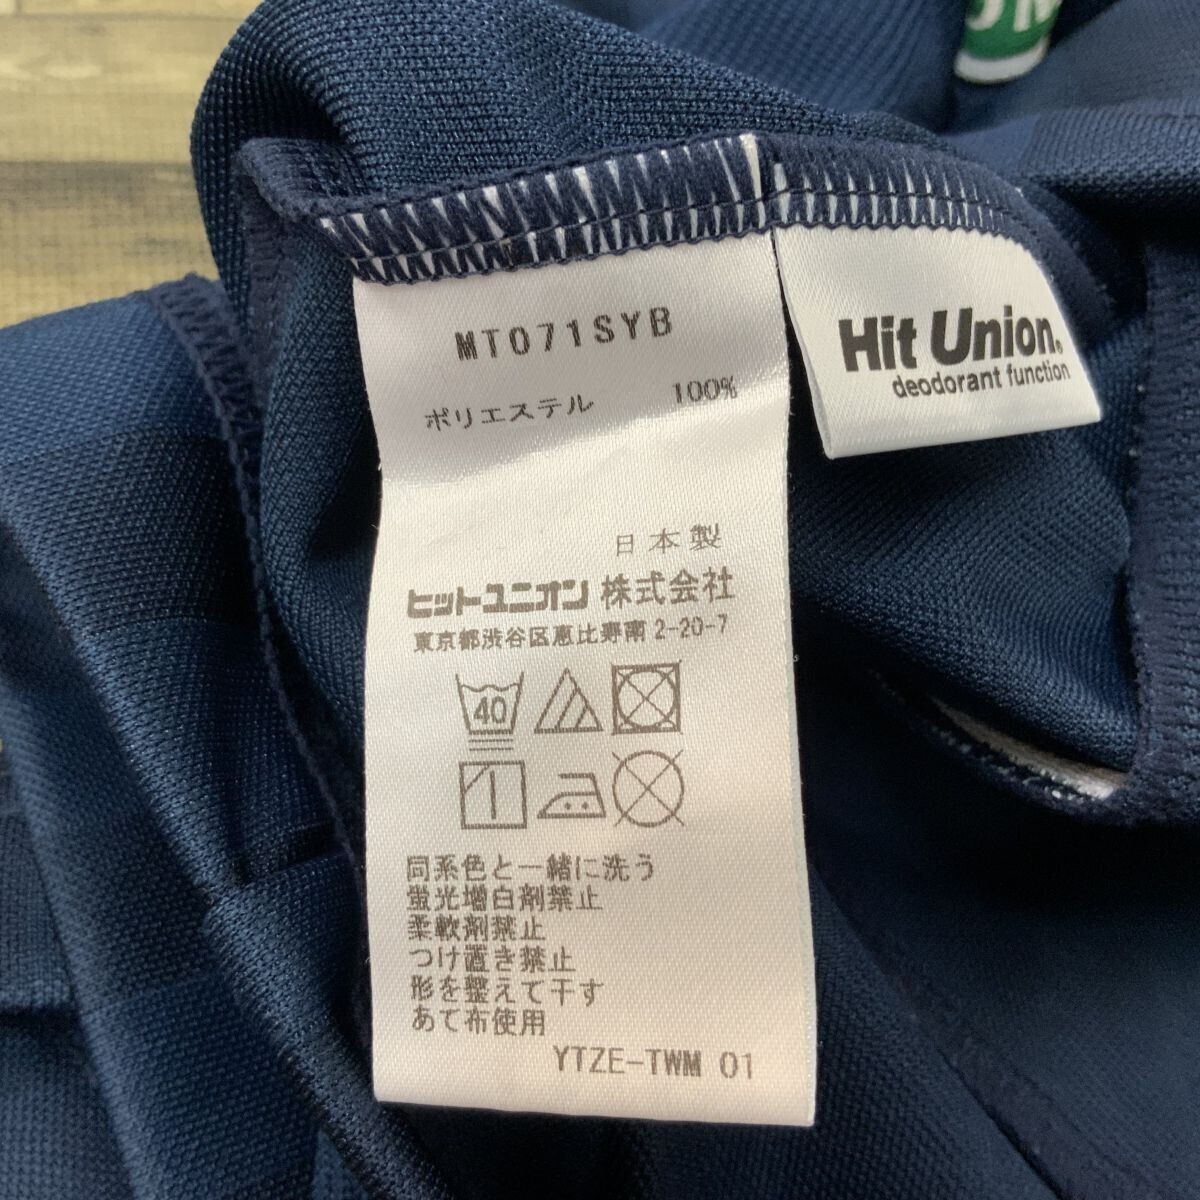 MT071SYB
ポリエステル 100%
日本製
ヒットユニオン 株式会社
東京都渋谷区恵比寿南 2-20-7
40
同系色と一緒に洗う
蛍光増白剤禁止
柔軟剤禁止
つけ置き禁止
形を整えて干す
あて布使用
YTZE-TWM 01
Hit Union®
deodorant function